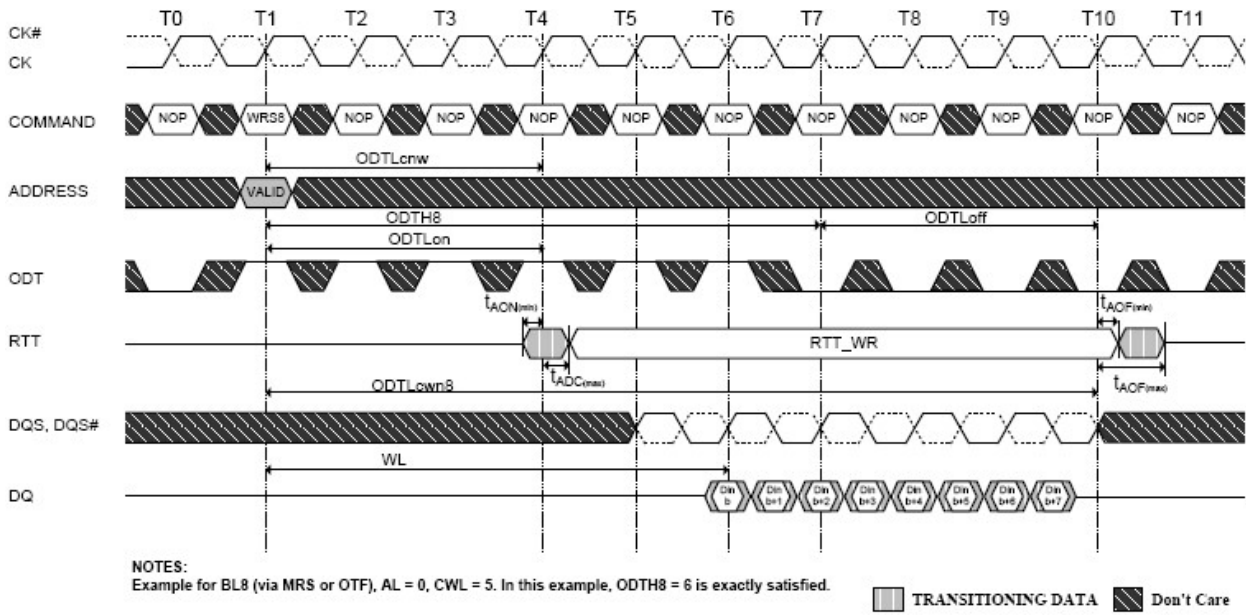 T0 T1 T2 T3 T4 T5 T6 T7 T8 T9 T10 T11
CK#
CK
COMMAND NOP WRS8 NOP NOP NOP NOP NOP NOP NOP NOP NOP NOP
ODTLcnw
ADDRESS VALID
ODTH8 ODTLoff
ODTLon
ODT
tAON(min) tAOF(min)
RTT RTT_WR
tADC(max) tAOF(max)
ODTLcwn8
DQS, DQS#
WL
DQ Din b Din b+1 Din b+2 Din b+3 Din b+4 Din b+5 Din b+6 Din b+7
NOTES:
Example for BL8 (via MRS or OTF), AL = 0, CWL = 5. In this example, ODTH8 = 6 is exactly satisfied.
TRANSITIONING DATA Don't Care